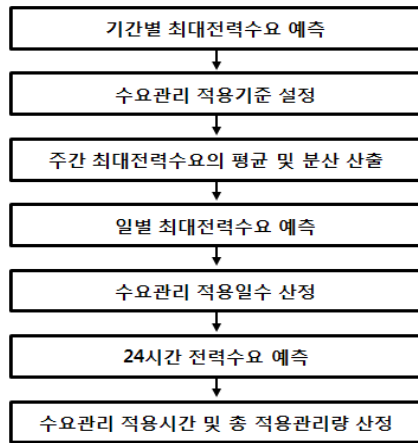 기간별 최대전력수요 예측
수요관리 적용기준 설정
주간 최대전력수요의 평균 및 분산 산출
일별 최대전력수요 예측
수요관리 적용일수 산정
24시간 전력수요 예측
수요관리 적용시간 및 총 적용관리량 산정